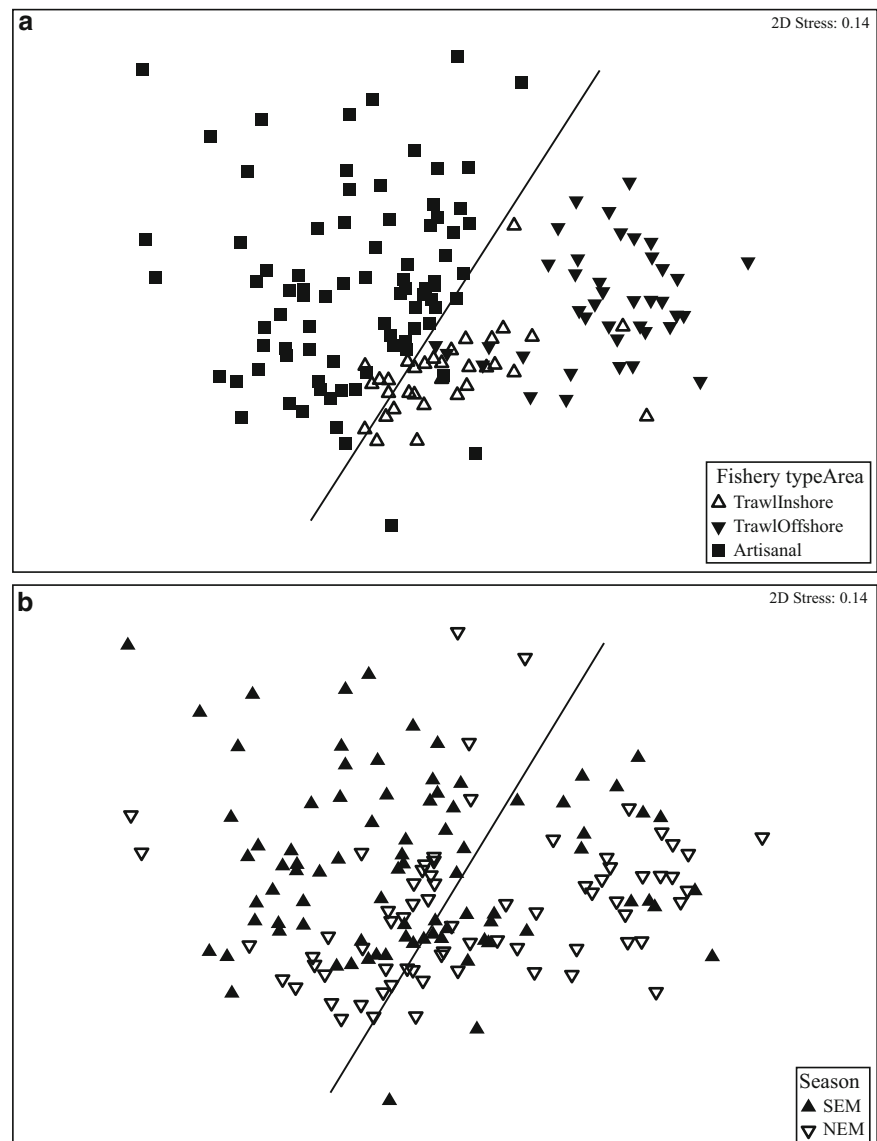 a
2D Stress: 0.14
Fishery typeArea
TrawlInshore
TrawlOffshore
Artisanal
b
2D Stress: 0.14
Season
SEM
NEM